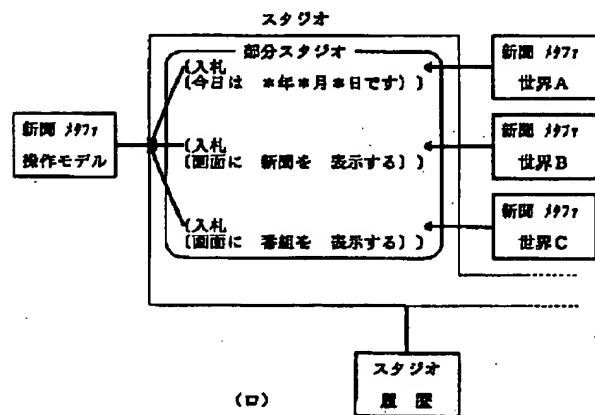 スタジオ
部分スタジオ
(入札
(今日は *年*月*日です))
(入札
(画面に 新聞を 表示する))
(入札
(画面に 番組を 表示する))
新聞 メタファ
操作モデル
新聞 メタファ
世界A
新聞 メタファ
世界B
新聞 メタファ
世界C
スタジオ
履歴
(ロ)